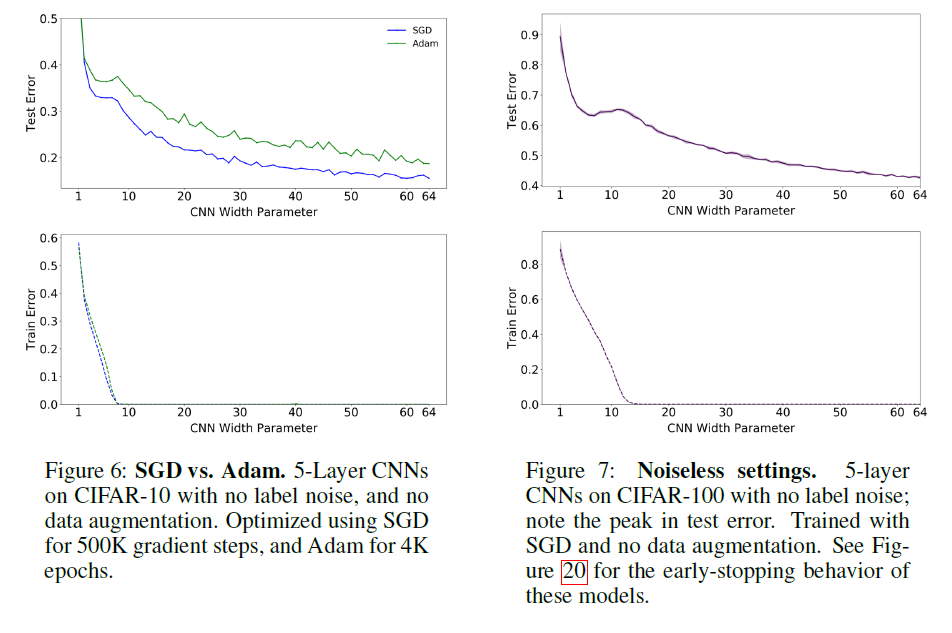 0.5
0.4
0.3
0.2
Test Error
SGD
Adam
1 10 20 30 40 50 60 64
CNN Width Parameter
0.6
0.5
0.4
0.3
0.2
0.1
0.0
Train Error
1 10 20 30 40 50 60 64
CNN Width Parameter
Figure 6: SGD vs. Adam. 5-Layer CNNs
on CIFAR-10 with no label noise, and no
data augmentation. Optimized using SGD
for 500K gradient steps, and Adam for 4K
epochs.
0.9
0.8
0.7
0.6
0.5
0.4
Test Error
1 10 20 30 40 50 60 64
CNN Width Parameter
0.8
0.6
0.4
0.2
0.0
Train Error
1 10 20 30 40 50 60 64
CNN Width Parameter
Figure 7: Noiseless settings. 5-layer
CNNs on CIFAR-100 with no label noise;
note the peak in test error. Trained with
SGD and no data augmentation. See Fig-
ure 20 for the early-stopping behavior of
these models.